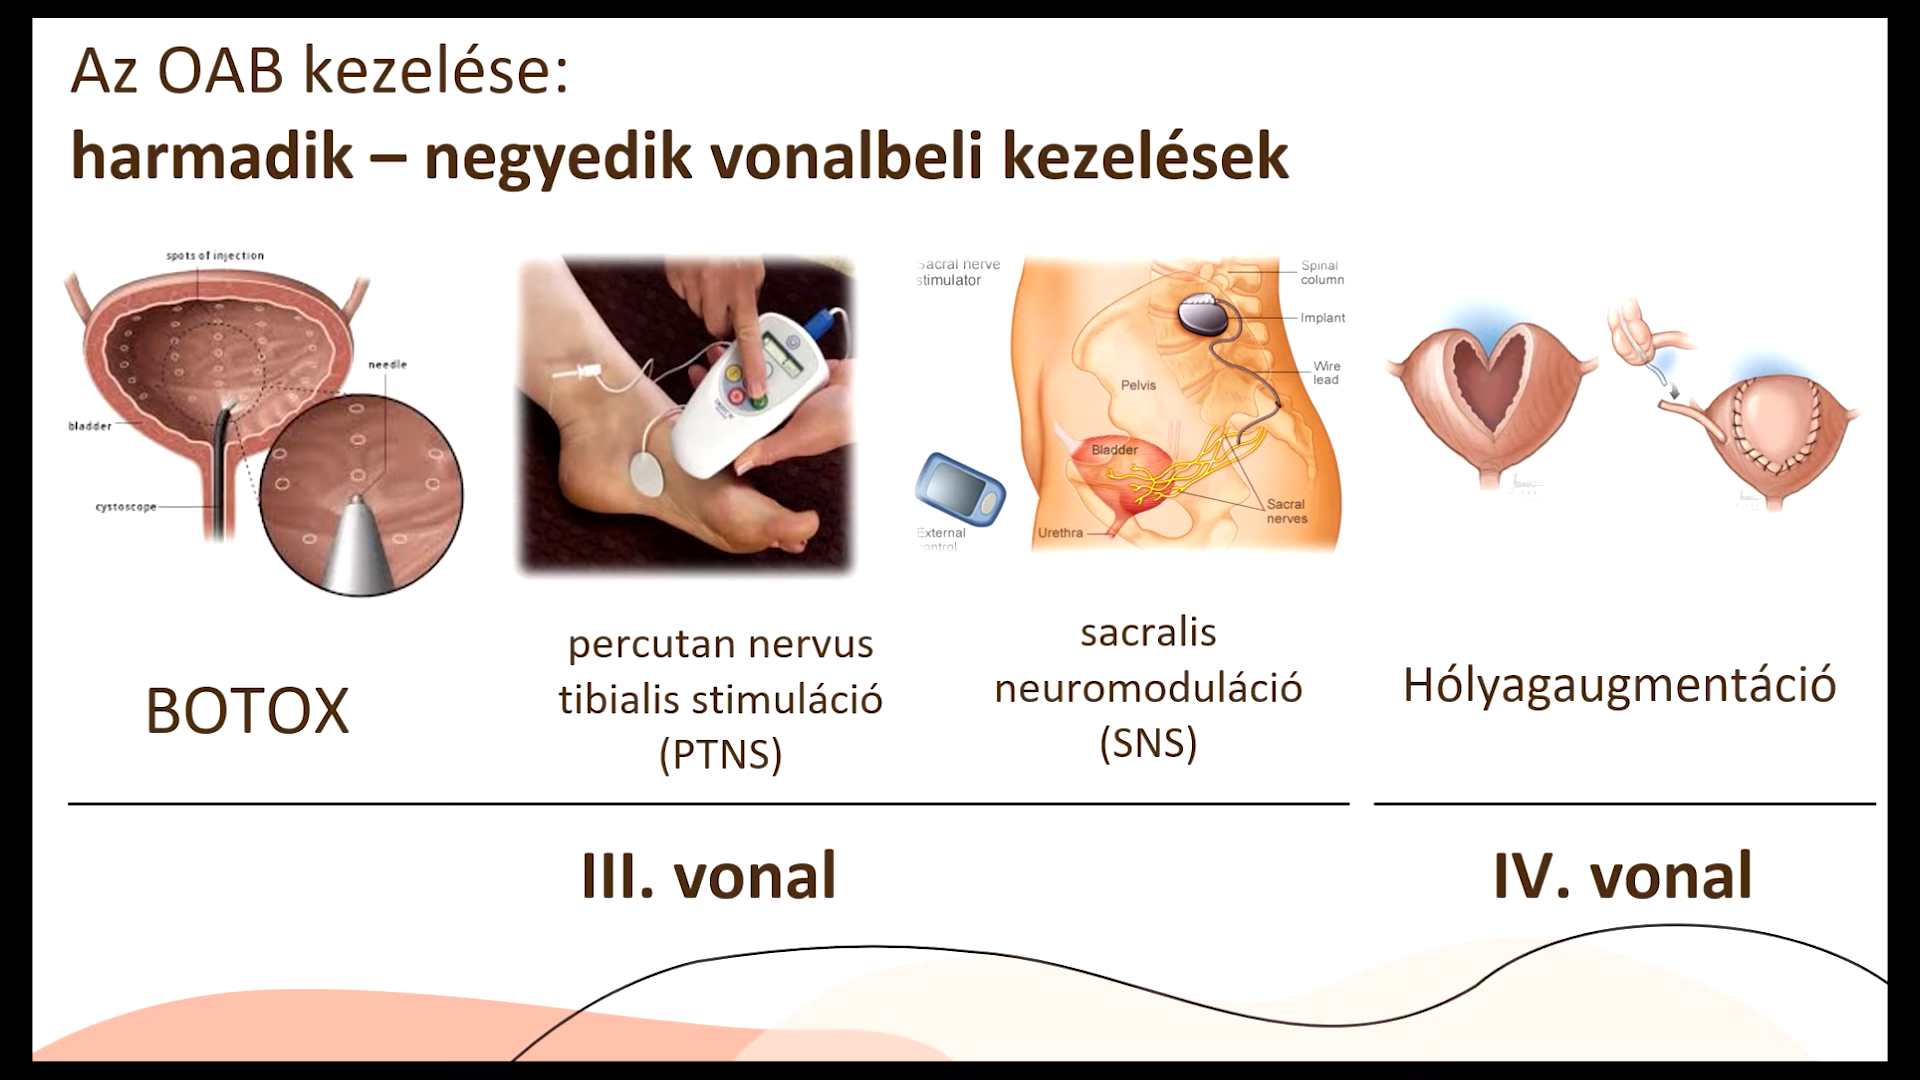 Az OAB kezelése:
harmadik – negyedik vonalbeli kezelések
spots of injection
needle
bladder
cystoscope
Sacral nerve
stimulator
Spinal
column
Implant
Wire
lead
Pelvis
Bladder
Sacral
nerves
Urethra
External
control
BOTOX
percutan nervus
tibialis stimuláció
(PTNS)
sacralis
neuromoduláció
(SNS)
Hólyagaugmentáció
III. vonal
IV. vonal